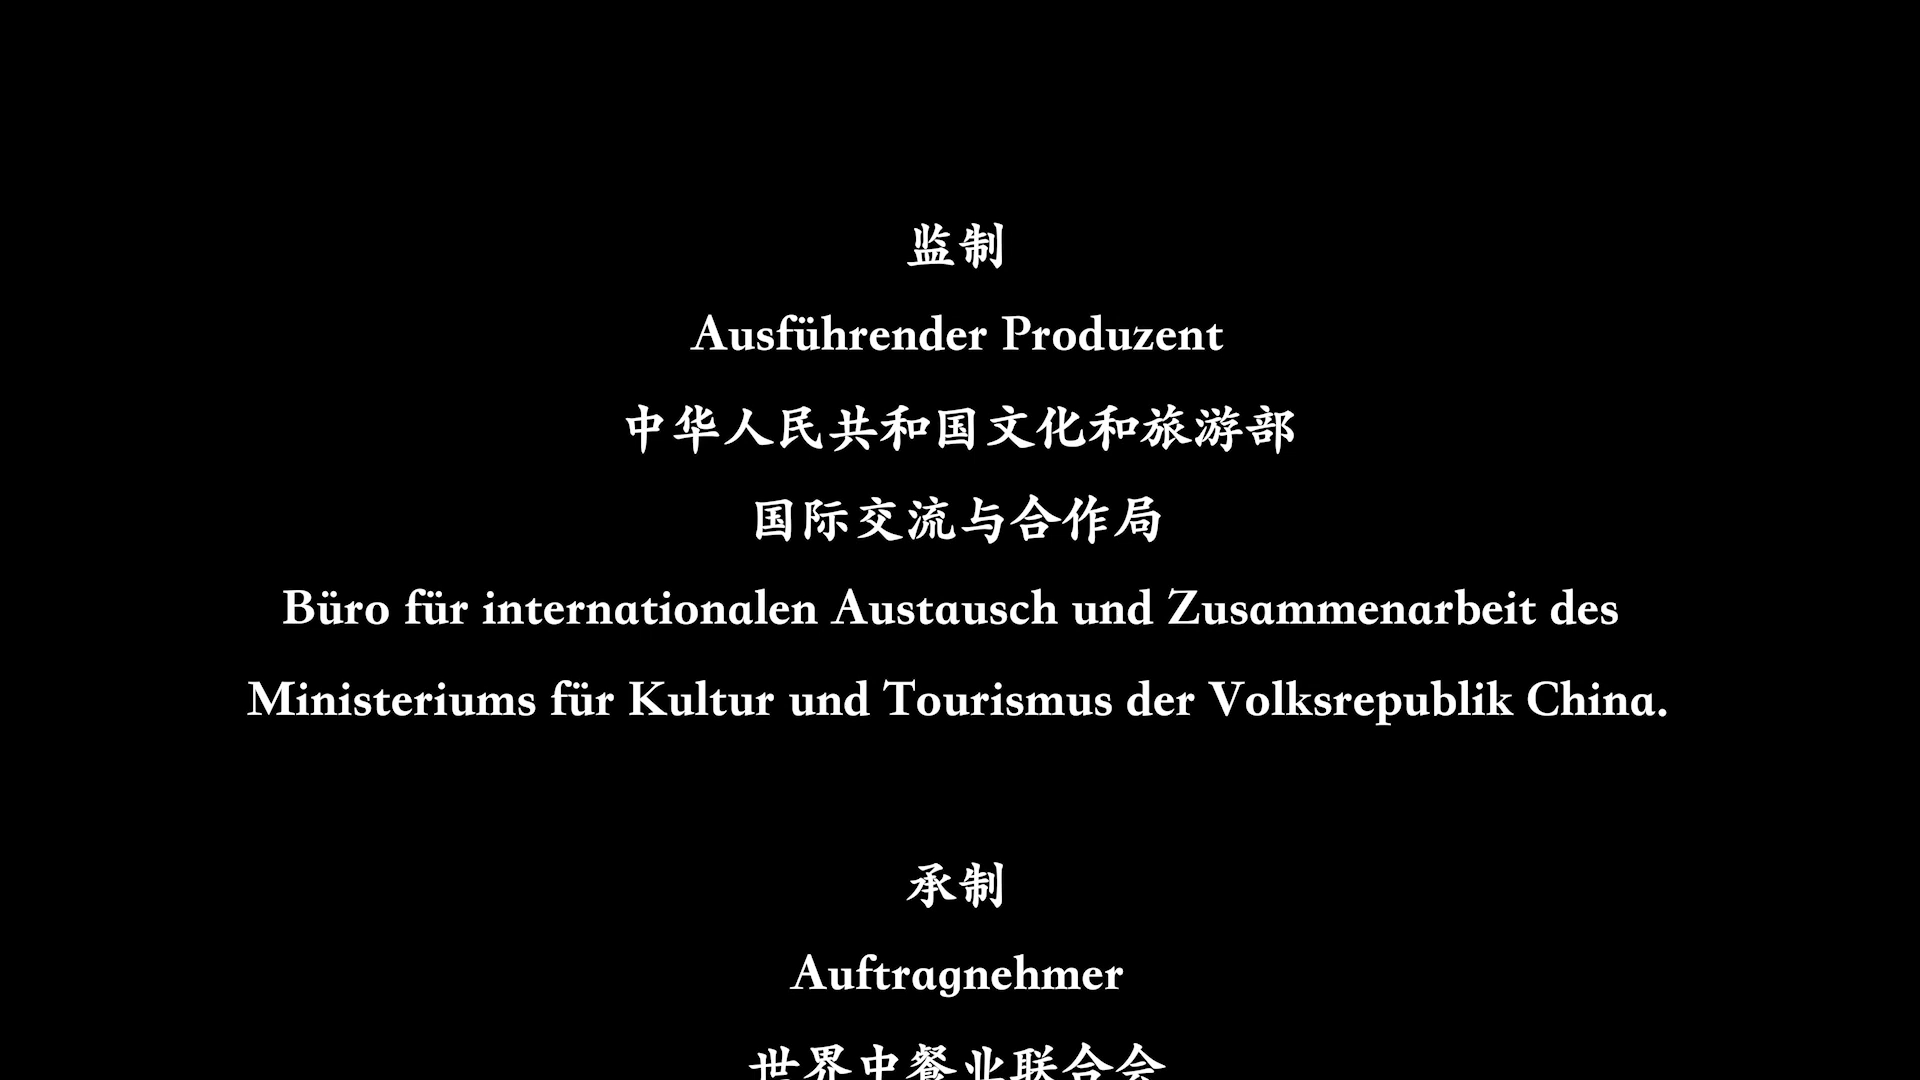 监制
Ausführender Produzent
中华人民共和国文化和旅游部
国际交流与合作局
Büro für internationalen Austausch und Zusammenarbeit des
Ministeriums für Kultur und Tourismus der Volksrepublik China.
承制
Auftragnehmer
世界中餐业联合会